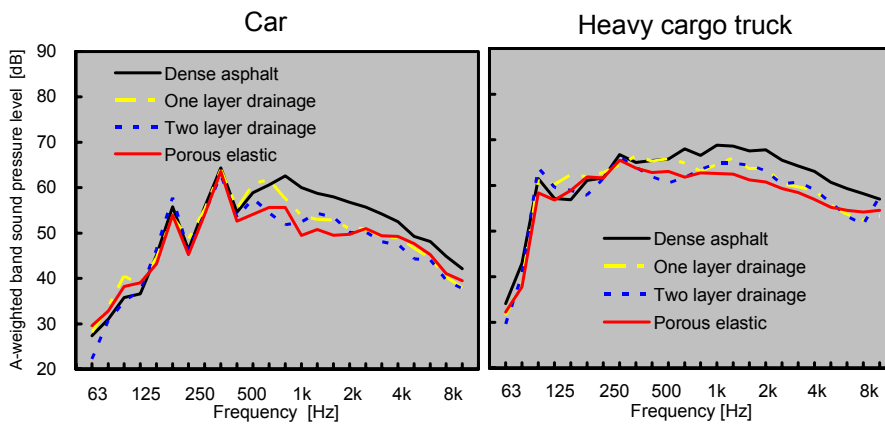 Car
A-weighted band sound pressure level [dB]
90
80
70
60
50
40
30
20
Dense asphalt
One layer drainage
Two layer drainage
Porous elastic
63 125 250 500 1k 2k 4k 8k
Frequency [Hz]
Heavy cargo truck
Dense asphalt
One layer drainage
Two layer drainage
Porous elastic
63 125 250 500 1k 2k 4k 8k
Frequency [Hz]